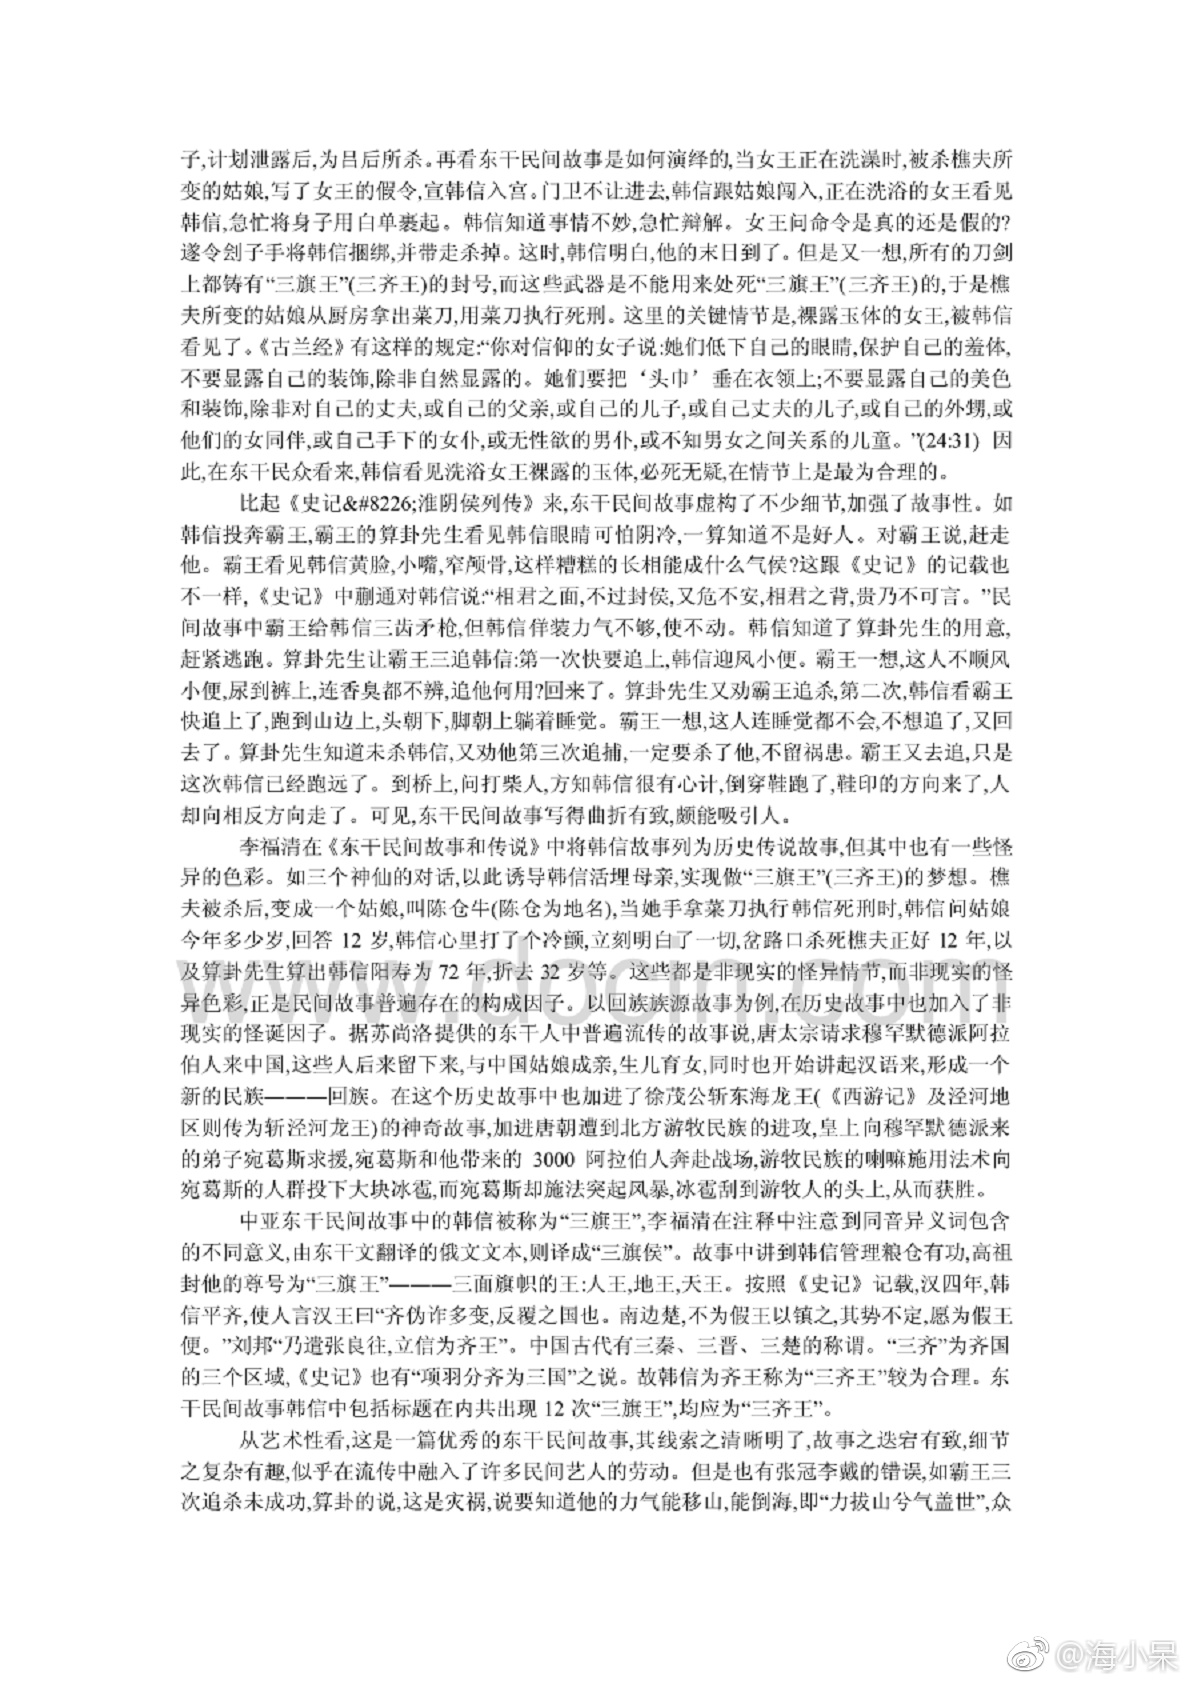 子,计划泄露后,为吕后所杀。再看东干民间故事是如何演绎的,当女王正在洗澡时,被杀樵夫所
变的姑娘,写了女王的假令,宣韩信入宫。门卫不让进去,韩信跟姑娘闯入,正在洗浴的女王看见
韩信,急忙将身子用白单裹起。韩信知道事情不妙,急忙辩解。女王问命令是真的还是假的?
遂令刽子手将韩信捆绑,并带走杀掉。这时,韩信明白,他的末日到了。但是又一想,所有的刀剑
上都铸有“三旗王”(三齐王)的封号,而这些武器是不能用来处死“三旗王”(三齐王)的,于是樵
夫所变的姑娘从厨房拿出菜刀,用菜刀执行死刑。这里的关键情节是,裸露玉体的女王,被韩信
看见了。《古兰经》有这样的规定:“你对信仰的女子说:她们低下自己的眼睛,保护自己的羞体,
不要显露自己的装饰,除非自然显露的。她们要把‘头巾’垂在衣领上;不要显露自己的美色
和装饰,除非对自己的丈夫,或自己的父亲,或自己的儿子,或自己丈夫的儿子,或自己的外甥,或
他们的女同伴,或自己手下的女仆,或无性欲的男仆,或不知男女之间关系的儿童。”(24:31) 因
此,在东干民众看来,韩信看见洗浴女王裸露的玉体,必死无疑,在情节上是最为合理的。
比起《史记&#8226;淮阴侯列传》来,东干民间故事虚构了不少细节,加强了故事性。如
韩信投奔霸王,霸王的算卦先生看见韩信眼睛可怕阴冷,一算知道不是好人。对霸王说,赶走
他。霸王看见韩信黄脸,小嘴,窄颅骨,这样糟糕的长相能成什么气侯?这跟《史记》的记载也
不一样,《史记》中蒯通对韩信说:“相君之面,不过封侯,又危不安,相君之背,贵乃不可言。”民
间故事中霸王给韩信三齿矛枪,但韩信佯装力气不够,使不动。韩信知道了算卦先生的用意,
赶紧逃跑。算卦先生让霸王三追韩信:第一次快要追上,韩信迎风小便。霸王一想,这人不顺风
小便,尿到裤上,连香臭都不辨,追他何用?回来了。算卦先生又劝霸王追杀,第二次,韩信看霸王
快追上了,跑到山边上,头朝下,脚朝上躺着睡觉。霸王一想,这人连睡觉都不会,不想追了,又回
去了。算卦先生知道未杀韩信,又劝他第三次追捕,一定要杀了他,不留祸患。霸王又去追,只是
这次韩信已经跑远了。到桥上,问打柴人,方知韩信很有心计,倒穿鞋跑了,鞋印的方向来了,人
却向相反方向走了。可见,东干民间故事写得曲折有致,颇能吸引人。
李福清在《东干民间故事和传说》中将韩信故事列为历史传说故事,但其中也有一些怪
异的色彩。如三个神仙的对话,以此诱导韩信活埋母亲,实现做“三旗王”(三齐王)的梦想。樵
夫被杀后,变成一个姑娘,叫陈仓牛(陈仓为地名),当她手拿菜刀执行韩信死刑时,韩信问姑娘
今年多少岁,回答 12 岁,韩信心里打了个冷颤,立刻明白了一切,岔路口杀死樵夫正好 12 年,以
及算卦先生算出韩信阳寿为 72 年,折去 32 岁等。这些都是非现实的怪异情节,而非现实的怪
异色彩,正是民间故事普遍存在的构成因子。以回族族源故事为例,在历史故事中也加入了非
现实的怪诞因子。据苏尚洛提供的东干人中普遍流传的故事说,唐太宗请求穆罕默德派阿拉
伯人来中国,这些人后来留下来,与中国姑娘成亲,生儿育女,同时也开始讲起汉语来,形成一个
新的民族———回族。在这个历史故事中也加进了徐茂公斩东海龙王(《西游记》及泾河地
区则传为斩泾河龙王)的神奇故事,加进唐朝遭到北方游牧民族的进攻,皇上向穆罕默德派来
的弟子宛葛斯求援,宛葛斯和他带来的 3000 阿拉伯人奔赴战场,游牧民族的喇嘛施用法术向
宛葛斯的人群投下大块冰雹,而宛葛斯却施法突起风暴,冰雹刮到游牧人的头上,从而获胜。
中亚东干民间故事中的韩信被称为“三旗王”,李福清在注释中注意到同音异义词包含
的不同意义,由东干文翻译的俄文文本,则译成“三旗侯”。故事中讲到韩信管理粮仓有功,高祖
封他的尊号为“三旗王”———三面旗帜的王:人王,地王,天王。按照《史记》记载,汉四年,韩
信平齐,使人言汉王曰“齐伪诈多变,反覆之国也。南边楚,不为假王以镇之,其势不定,愿为假王
便。”刘邦“乃遣张良往,立信为齐王”。中国古代有三秦、三晋、三楚的称谓。“三齐”为齐国
的三个区域,《史记》也有“项羽分齐为三国”之说。故韩信为齐王称为“三齐王”较为合理。东
干民间故事韩信中包括标题在内共出现 12 次“三旗王”,均应为“三齐王”。
从艺术性看,这是一篇优秀的东干民间故事,其线索之清晰明了,故事之迭宕有致,细节
之复杂有趣,似乎在流传中融入了许多民间艺人的劳动。但是也有张冠李戴的错误,如霸王三
次追杀未成功,算卦的说,这是灾祸,说要知道他的力气能移山,能倒海,即“力拔山兮气盖世”,众
www.docin.com
@海小呆